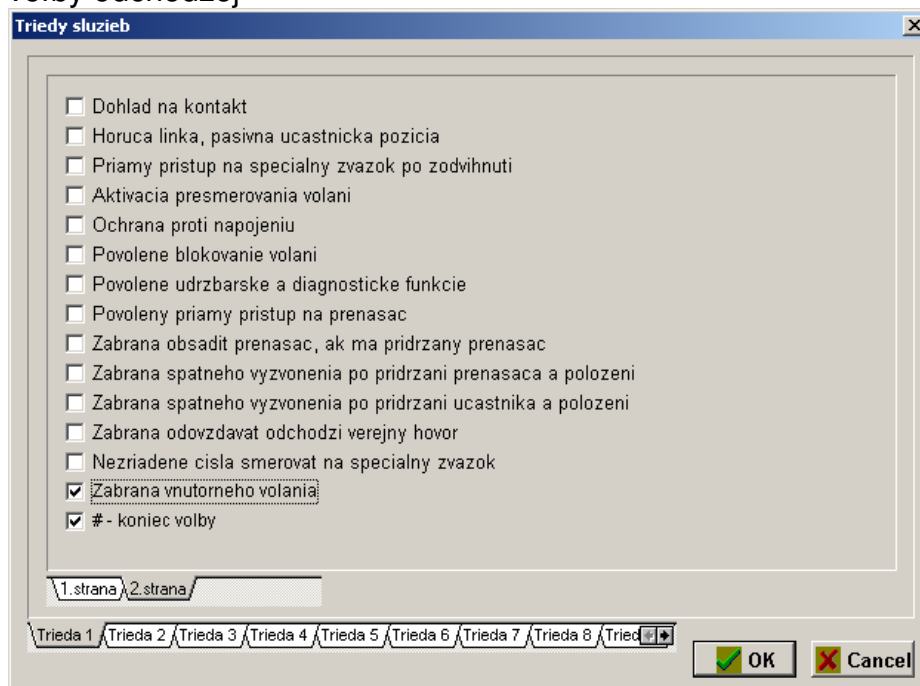 voľby odchodzej
Triedy sluzieb
Dohlad na kontakt
Horuca linka, pasivna ucastnicka pozicia
Priamy pristup na specialny zvazok po zodvihnuti
Aktivacia presmerovania volani
Ochrana proti napojeniu
Povolene blokovanie volani
Povolene udrzbarske a diagnosticke funkcie
Povoleny priamy pristup na prenasac
Zabrana obsadit prenasac, ak ma pridrzany prenasac
Zabrana spatneho vyzvonenia po pridrzani prenasaca a polozeni
Zabrana spatneho vyzvonenia po pridrzani ucastnika a polozeni
Zabrana odovzdavat odchodzi verejny hovor
Nezriadene cisla smerovat na specialny zvazok
Zabrana vnutorneho volania
# - koniec volby
1.strana 2.strana
Trieda 1 Trieda 2 Trieda 3 Trieda 4 Trieda 5 Trieda 6 Trieda 7 Trieda 8 Tried
OK Cancel